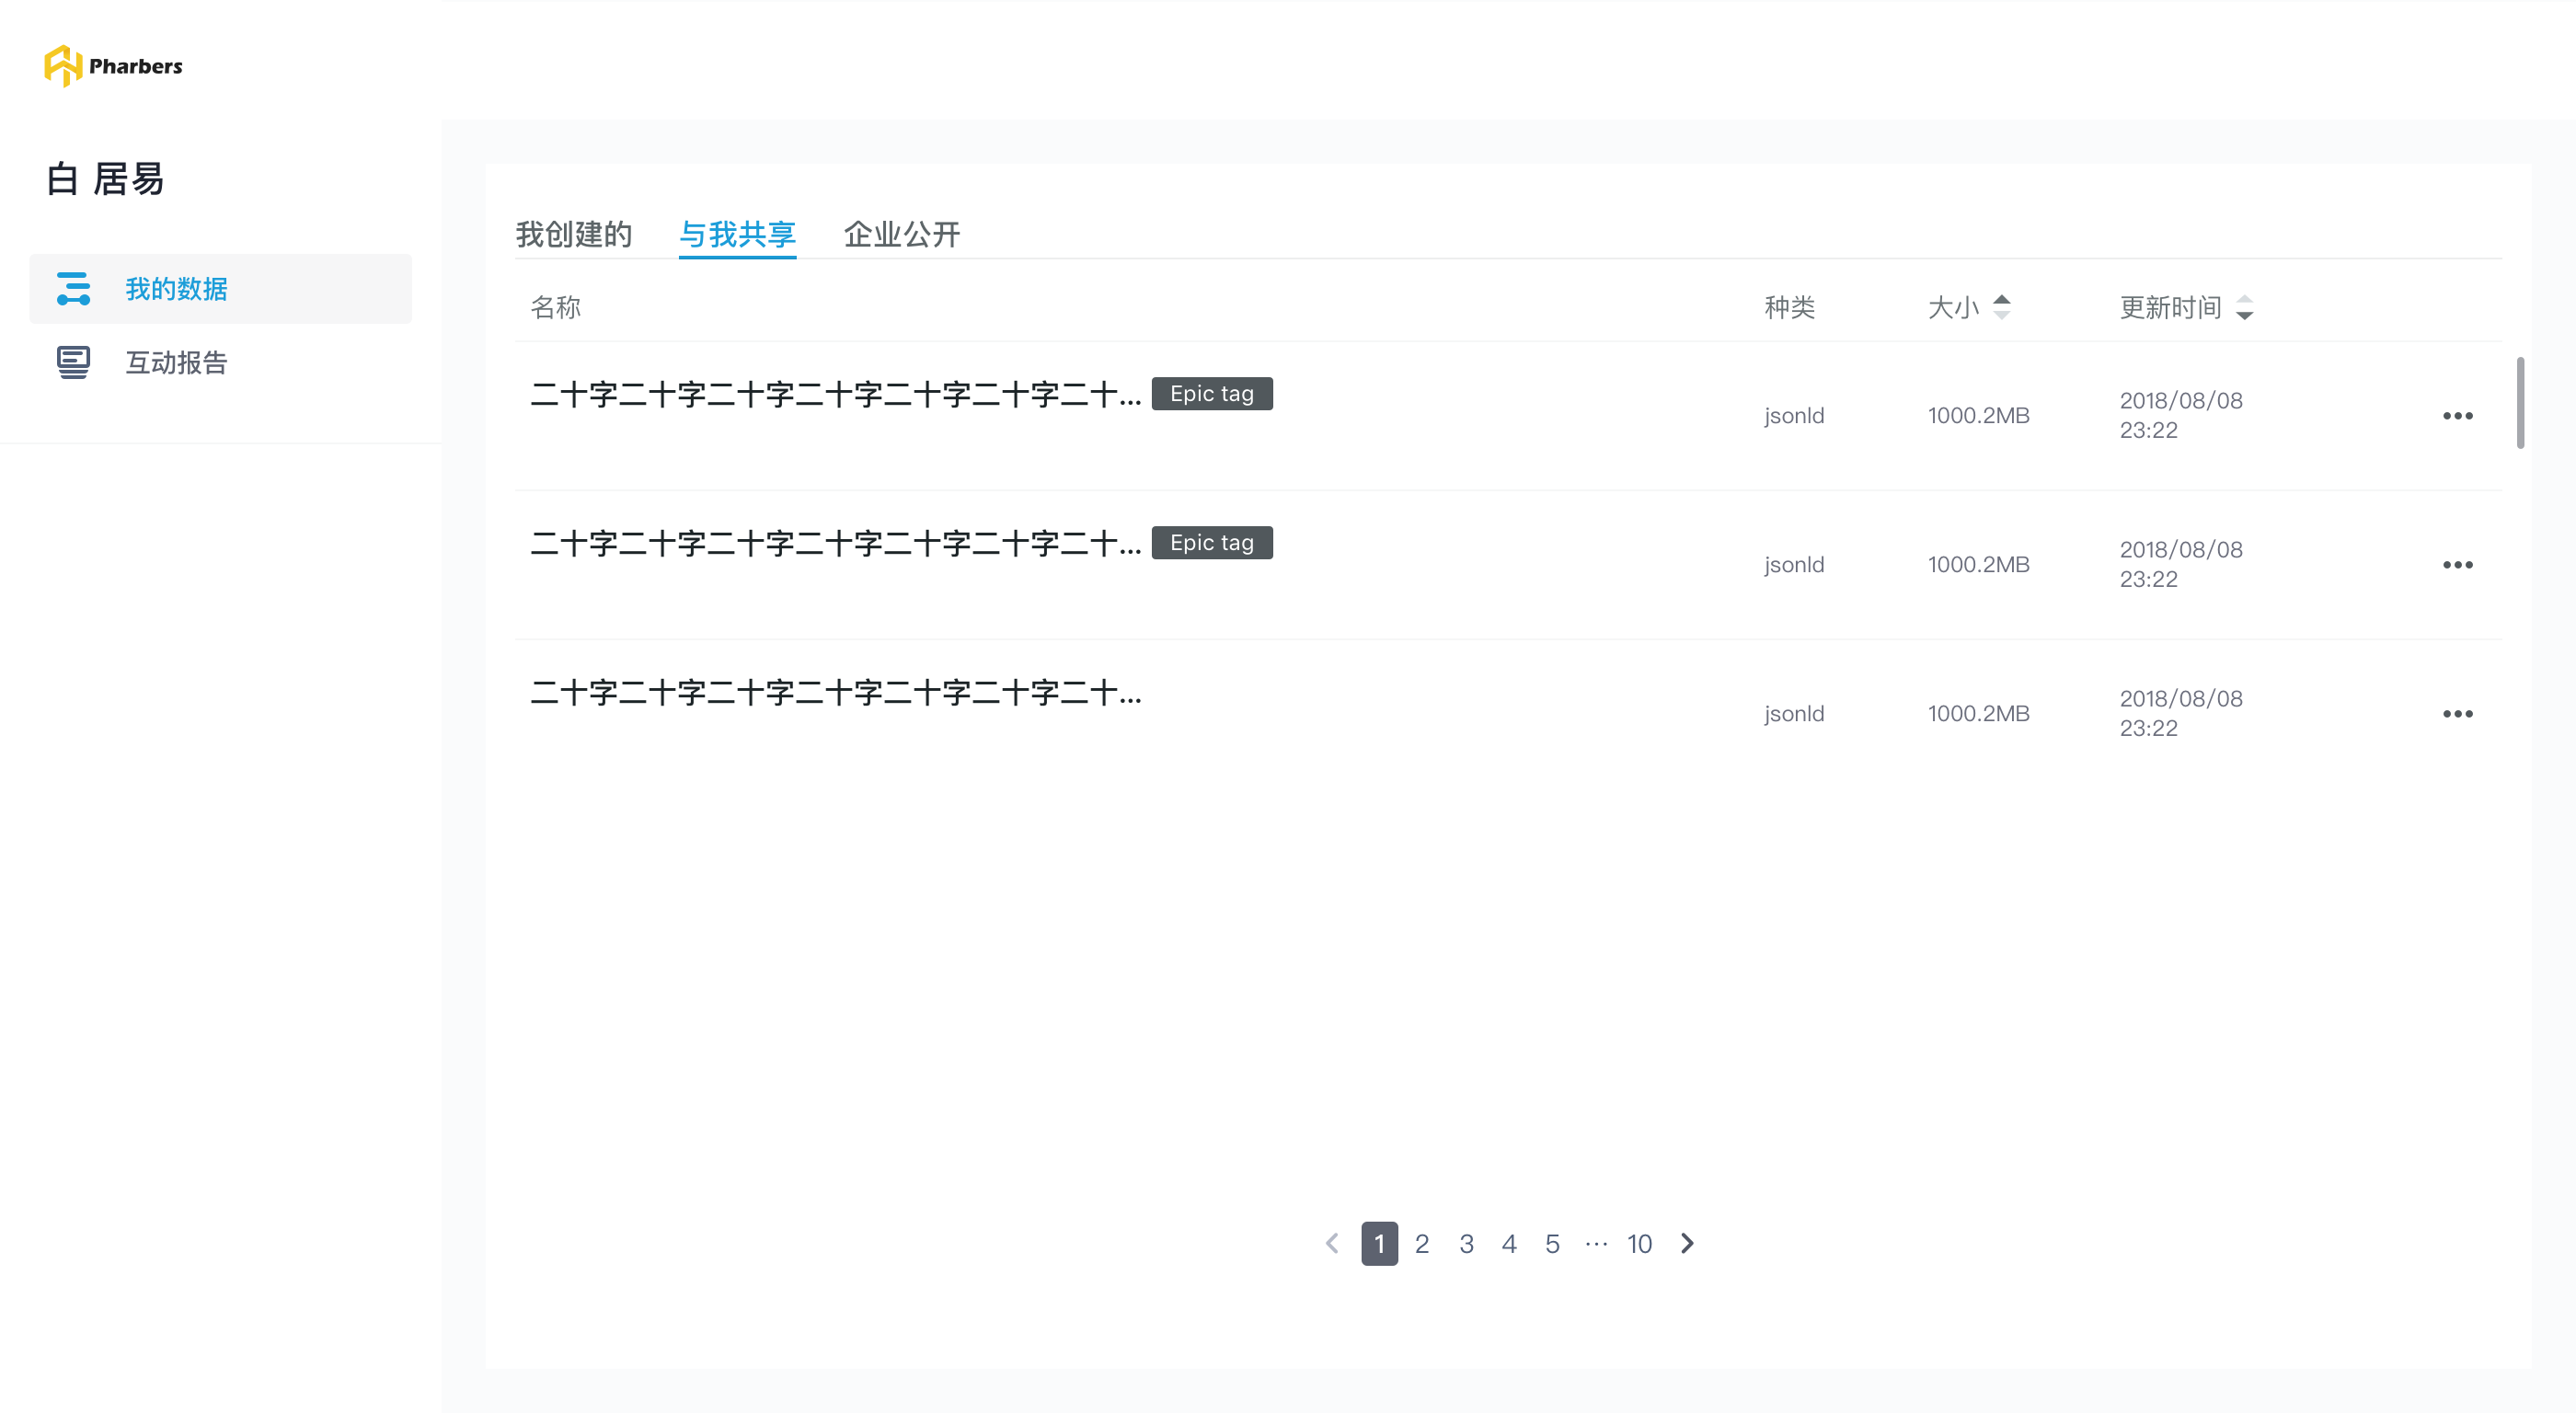 Pharbers
白 居易
我的数据
互动报告
我创建的 与我共享 企业公开
名称 种类 大小 更新时间
二十字二十字二十字二十字二十字二十字二十... Epic tag jsonld 1000.2MB 2018/08/08
23:22
二十字二十字二十字二十字二十字二十字二十... Epic tag jsonld 1000.2MB 2018/08/08
23:22
二十字二十字二十字二十字二十字二十字二十... jsonld 1000.2MB 2018/08/08
23:22
1 2 3 4 5 ··· 10